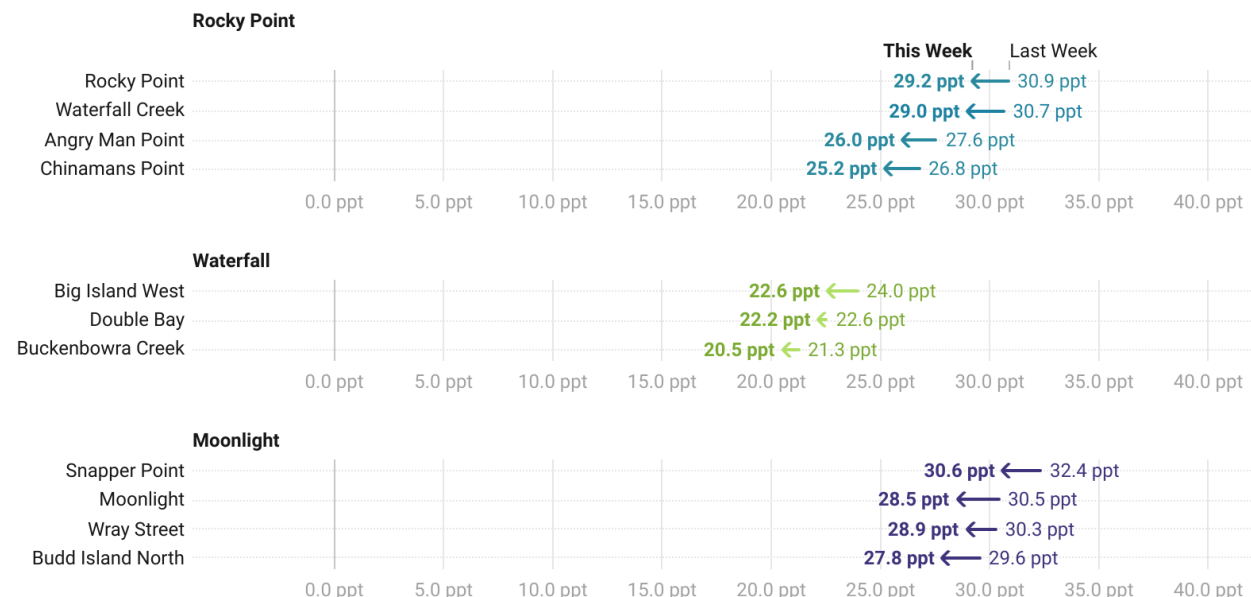 Rocky Point
This Week Last Week
Rocky Point 29.2 ppt 30.9 ppt
Waterfall Creek 29.0 ppt 30.7 ppt
Angry Man Point 26.0 ppt 27.6 ppt
Chinamans Point 25.2 ppt 26.8 ppt
0.0 ppt 5.0 ppt 10.0 ppt 15.0 ppt 20.0 ppt 25.0 ppt 30.0 ppt 35.0 ppt 40.0 ppt
Waterfall
Big Island West 22.6 ppt 24.0 ppt
Double Bay 22.2 ppt 22.6 ppt
Buckenbowra Creek 20.5 ppt 21.3 ppt
0.0 ppt 5.0 ppt 10.0 ppt 15.0 ppt 20.0 ppt 25.0 ppt 30.0 ppt 35.0 ppt 40.0 ppt
Moonlight
Snapper Point 30.6 ppt 32.4 ppt
Moonlight 28.5 ppt 30.5 ppt
Wray Street 28.9 ppt 30.3 ppt
Budd Island North 27.8 ppt 29.6 ppt
0.0 ppt 5.0 ppt 10.0 ppt 15.0 ppt 20.0 ppt 25.0 ppt 30.0 ppt 35.0 ppt 40.0 ppt